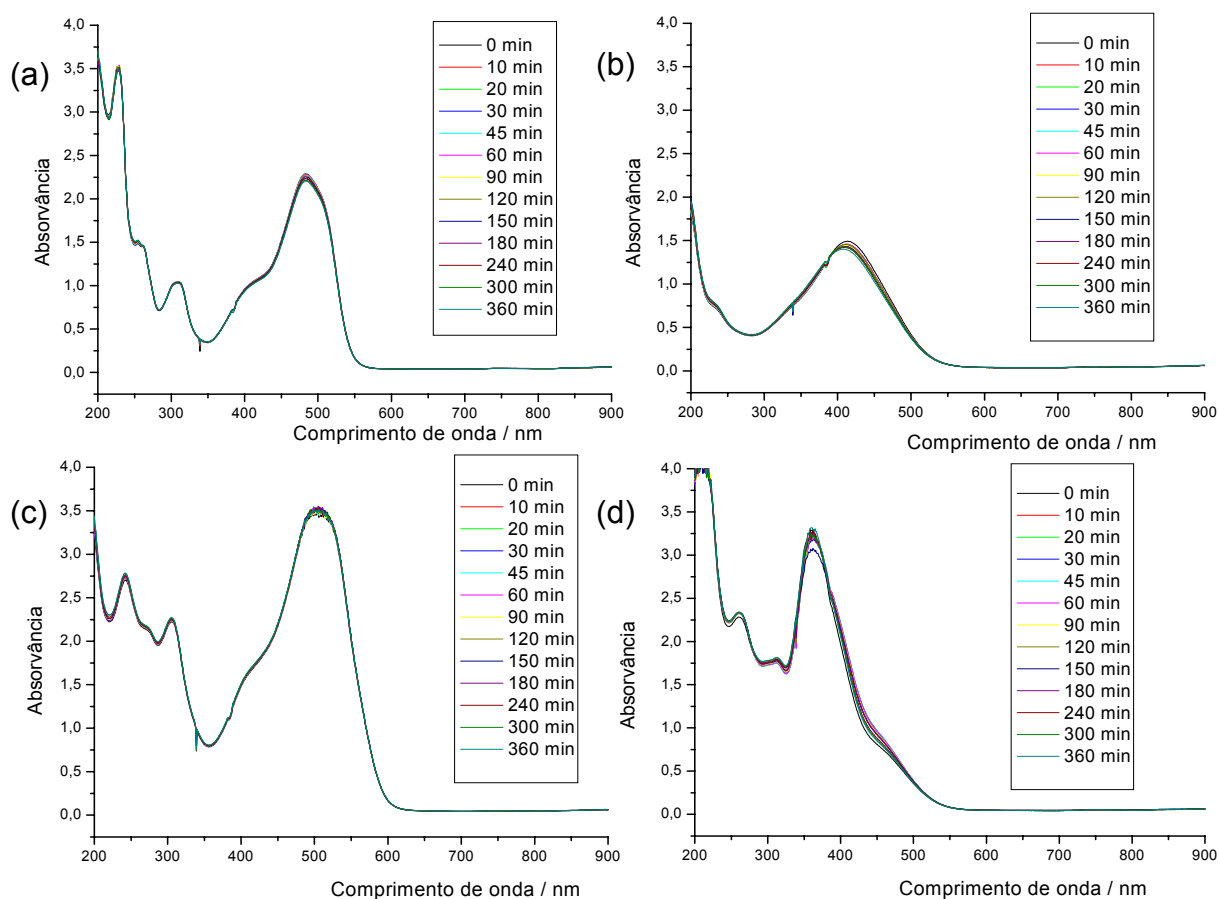 (a)
Absorvância
4,0
3,5
3,0
2,5
2,0
1,5
1,0
0,5
0,0
200 300 400 500 600 700 800 900
Comprimento de onda / nm
0 min
10 min
20 min
30 min
45 min
60 min
90 min
120 min
150 min
180 min
240 min
300 min
360 min
(b)
Absorvância
4,0
3,5
3,0
2,5
2,0
1,5
1,0
0,5
0,0
200 300 400 500 600 700 800 900
Comprimento de onda / nm
0 min
10 min
20 min
30 min
45 min
60 min
90 min
120 min
150 min
180 min
240 min
300 min
360 min
(c)
Absorvância
4,0
3,5
3,0
2,5
2,0
1,5
1,0
0,5
0,0
200 300 400 500 600 700 800 900
Comprimento de onda / nm
0 min
10 min
20 min
30 min
45 min
60 min
90 min
120 min
150 min
180 min
240 min
300 min
360 min
(d)
Absorvância
4,0
3,5
3,0
2,5
2,0
1,5
1,0
0,5
0,0
200 300 400 500 600 700 800 900
Comprimento de onda / nm
0 min
10 min
20 min
30 min
45 min
60 min
90 min
120 min
150 min
180 min
240 min
300 min
360 min